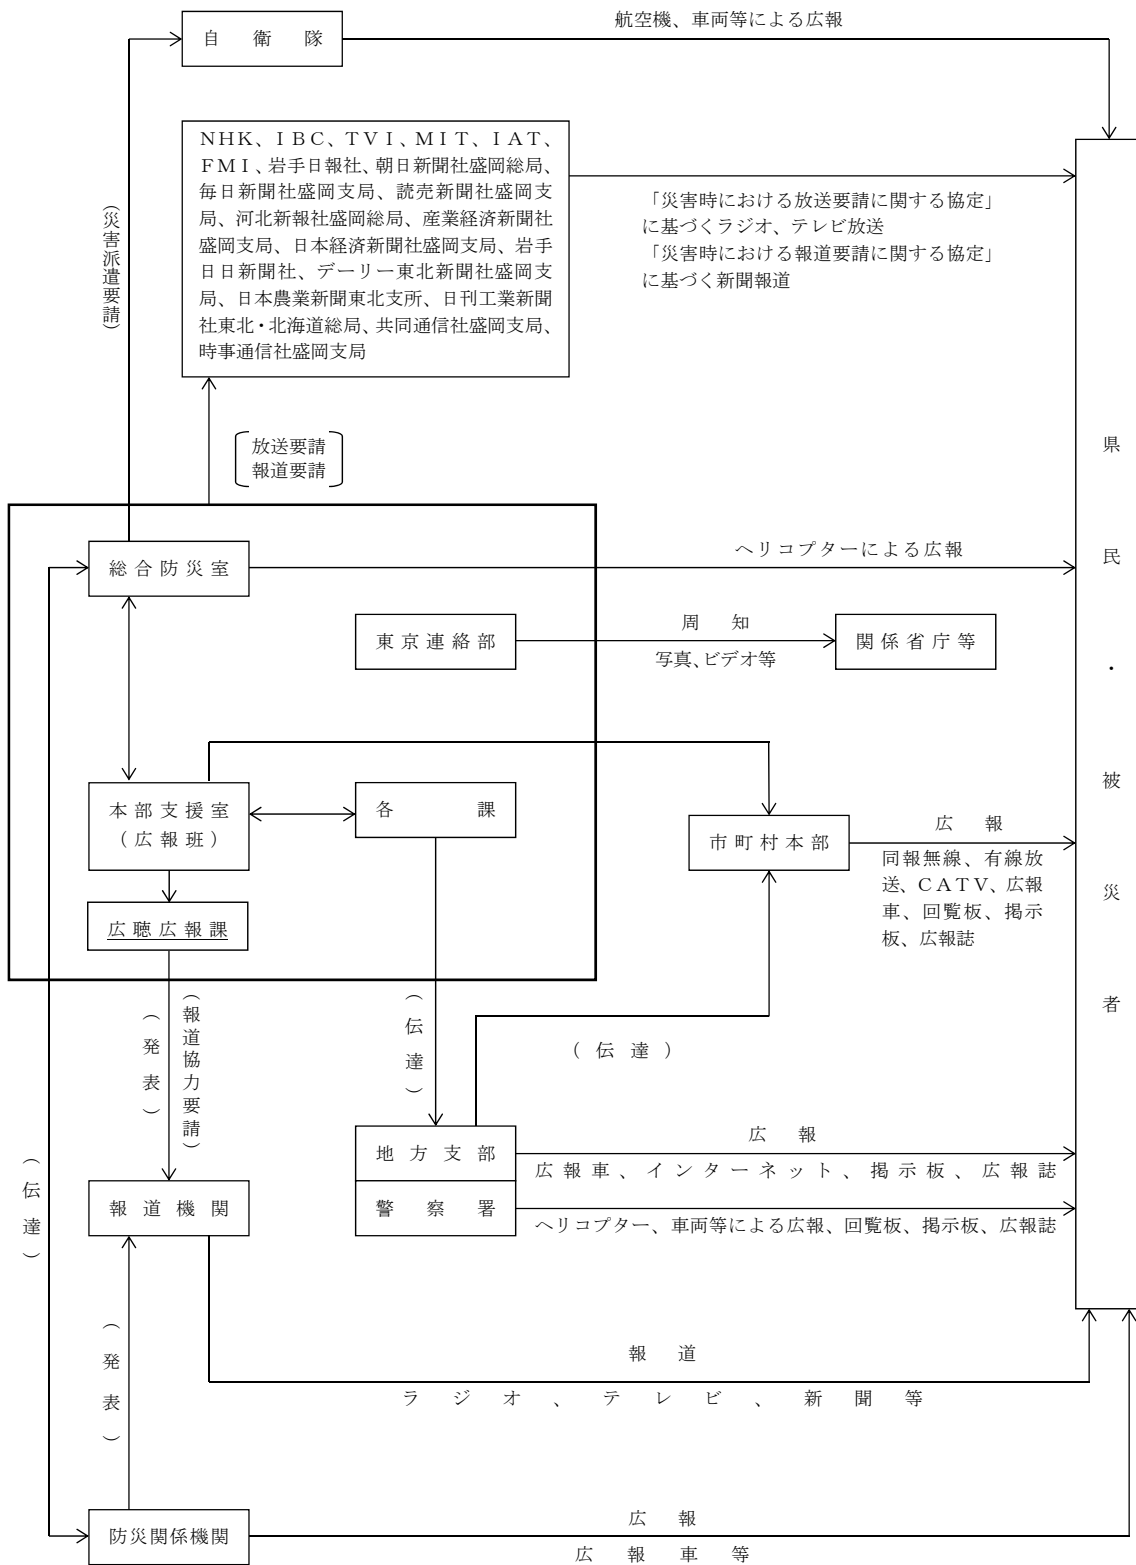 航空機、車両等による広報
自衛隊
NHK、IBC、TVI、MIT、IAT、
FMI、岩手日報社、朝日新聞社盛岡総局、
毎日新聞社盛岡支局、読売新聞社盛岡支
局、河北新報社盛岡総局、産業経済新聞社
盛岡支局、日本経済新聞社盛岡支局、岩手
日日新聞社、デーリー東北新聞社盛岡支
局、日本農業新聞東北支所、日刊工業新聞
社東北・北海道総局、共同通信社盛岡支局、
時事通信社盛岡支局
「災害時における放送要請に関する協定」
に基づくラジオ、テレビ放送
「災害時における報道要請に関する協定」
に基づく新聞報道
(災害派遣要請)
放送要請
報道要請
県民・被災者
総合防災室
ヘリコプターによる広報
東京連絡部
周知
写真、ビデオ等
関係省庁等
本部支援室
(広報班)
各課
市町村本部
広報
同報無線、有線放
送、CATV、広報
車、回覧板、掲示
板、広報誌
広聴広報課
(発表)
(報道協力要請)
(伝達)
(伝達)
(伝達)
地方支部
広報
広報車、インターネット、掲示板、広報誌
警察署
ヘリコプター、車両等による広報、回覧板、掲示板、広報誌
報道機関
(発表)
報道
ラジオ、テレビ、新聞等
防災関係機関
広報
広報車等